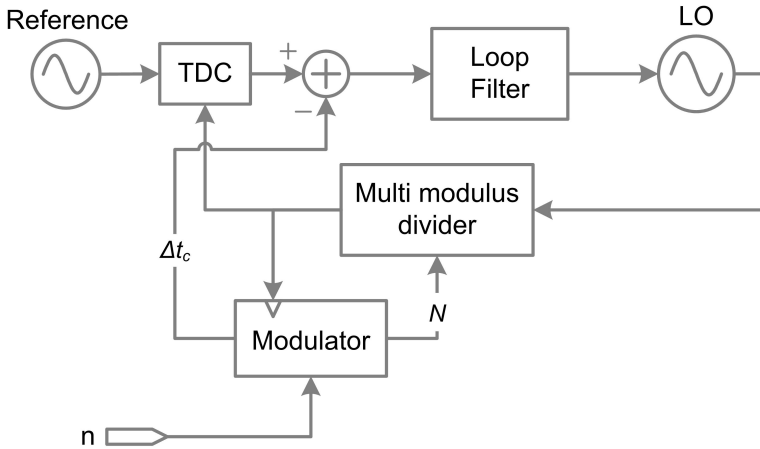 Reference
LO
TDC
+
−
Loop
Filter
Multi modulus
divider
Δtc
N
Modulator
n